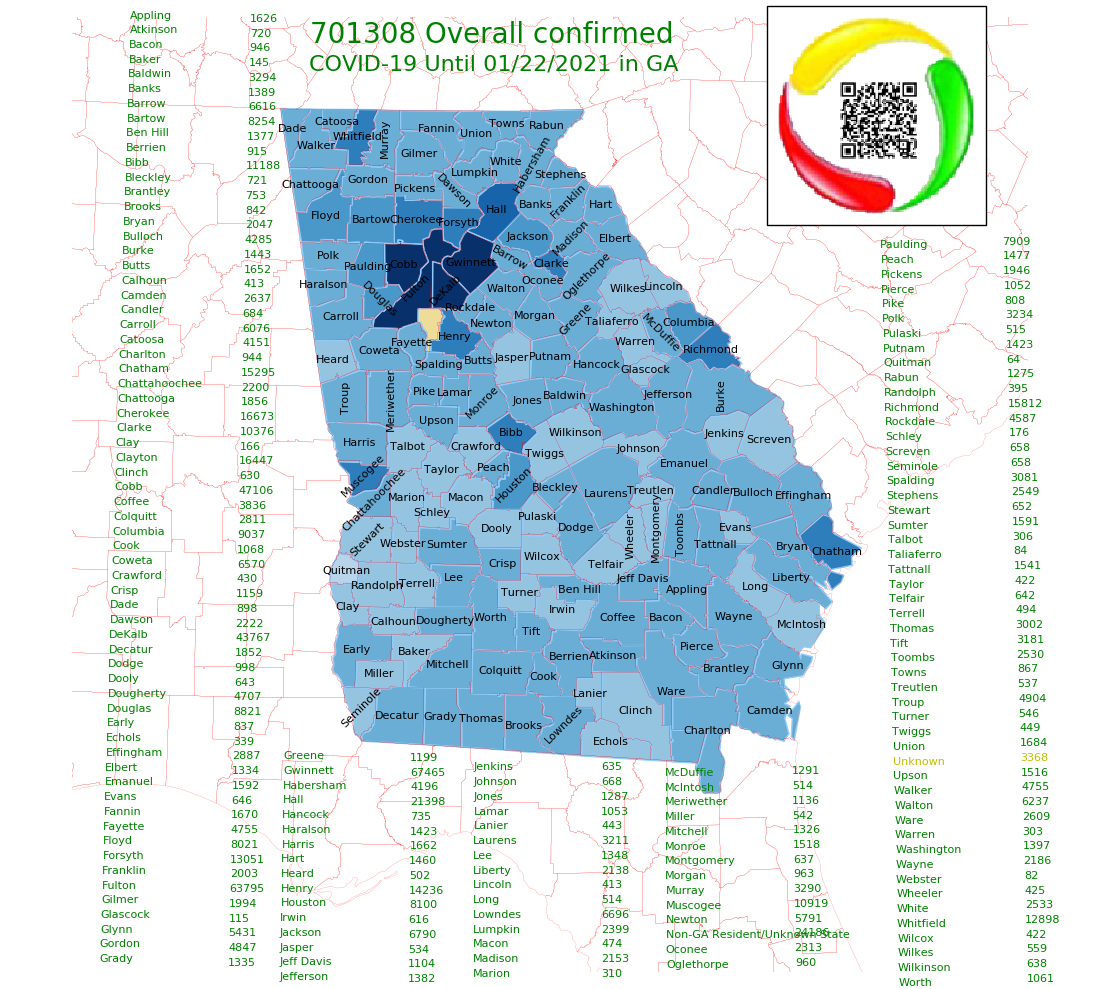 701308 Overall confirmed
COVID-19 Until 01/22/2021 in GA
Appling 1626
Atkinson 720
Bacon 946
Baker 145
Baldwin 3294
Banks 1389
Barrow 6616
Bartow 8254
Ben Hill 1377
Berrien 915
Bibb 11188
Bleckley 721
Brantley 753
Brooks 842
Bryan 2047
Bulloch 4285
Burke 1443
Butts 1652
Calhoun 413
Camden 2637
Candler 684
Carroll 6076
Catoosa 4151
Charlton 944
Chatham 15295
Chattahoochee 2200
Chattooga 1856
Cherokee 16673
Clarke 10376
Clay 166
Clayton 16447
Clinch 630
Cobb 47106
Coffee 3836
Colquitt 2811
Columbia 9037
Cook 1068
Coweta 6570
Crawford 430
Crisp 1159
Dade 898
Dawson 2222
DeKalb 43767
Decatur 1852
Dodge 998
Dooly 643
Dougherty 4707
Douglas 8821
Early 837
Echols 339
Effingham 2887
Elbert 1334
Emanuel 1592
Evans 646
Fannin 1670
Fayette 4755
Floyd 8021
Forsyth 13051
Franklin 2003
Fulton 63795
Gilmer 1994
Glascock 115
Glynn 5431
Gordon 4847
Grady 1335
Greene 1199
Gwinnett 67465
Habersham 4196
Hall 21398
Hancock 735
Haralson 1423
Harris 1662
Hart 1460
Heard 502
Henry 14236
Houston 8100
Irwin 616
Jackson 6790
Jasper 534
Jeff Davis 1104
Jefferson 1382
Jenkins 635
Johnson 668
Jones 1287
Lamar 1053
Lanier 443
Laurens 3211
Lee 1348
Liberty 2138
Lincoln 413
Long 514
Lowndes 6696
Lumpkin 2399
Macon 474
Madison 2153
Marion 310
McDuffie 1291
McIntosh 514
Meriwether 1136
Miller 542
Mitchell 1326
Monroe 1518
Montgomery 637
Morgan 963
Murray 3290
Muscogee 10919
Newton 5791
Non-GA Resident/Unknown State 24186
Oconee 2313
Oglethorpe 960
Paulding 7909
Peach 1477
Pickens 1946
Pierce 1052
Pike 808
Polk 3234
Pulaski 515
Putnam 1423
Quitman 64
Rabun 1275
Randolph 395
Richmond 15812
Rockdale 4587
Schley 176
Screven 658
Seminole 658
Spalding 3081
Stephens 2549
Stewart 652
Sumter 1591
Talbot 306
Taliaferro 84
Tattnall 1541
Taylor 422
Telfair 642
Terrell 494
Thomas 3002
Tift 3181
Toombs 2530
Towns 867
Treutlen 537
Troup 4904
Turner 546
Twiggs 449
Union 1684
Unknown 3368
Upson 1516
Walker 4755
Walton 6237
Ware 2609
Warren 303
Washington 1397
Wayne 2186
Webster 82
Wheeler 425
White 2533
Whitfield 12898
Wilcox 422
Wilkes 559
Wilkinson 638
Worth 1061
Dade
Catoosa
Whitfield
Walker
Murray
Fannin
Union
Towns
Rabun
Gilmer
White
Habersham
Stephens
Lumpkin
Chattooga
Gordon
Pickens
Dawson
Hall
Banks
Franklin
Hart
Floyd
Bartow
Cherokee
Forsyth
Jackson
Madison
Elbert
Polk
Paulding
Cobb
Gwinnett
Barrow
Clarke
Oconee
Oglethorpe
Haralson
Douglas
Fulton
DeKalb
Walton
Wilkes
Lincoln
Carroll
Rockdale
Newton
Morgan
Greene
Taliaferro
McDuffie
Columbia
Fayette
Henry
Warren
Richmond
Heard
Coweta
Spalding
Butts
Jasper
Putnam
Hancock
Glascock
Troup
Meriwether
Pike
Lamar
Monroe
Jones
Baldwin
Washington
Jefferson
Burke
Harris
Upson
Talbot
Crawford
Bibb
Wilkinson
Twiggs
Johnson
Jenkins
Screven
Muscogee
Taylor
Peach
Houston
Emanuel
Chattahoochee
Marion
Macon
Bleckley
Laurens
Treutlen
Candler
Bulloch
Effingham
Schley
Stewart
Webster
Sumter
Dooly
Pulaski
Dodge
Wheeler
Montgomery
Toombs
Evans
Tattnall
Bryan
Chatham
Quitman
Randolph
Terrell
Lee
Crisp
Wilcox
Telfair
Jeff Davis
Appling
Long
Liberty
Clay
Calhoun
Dougherty
Worth
Turner
Ben Hill
Irwin
Coffee
Bacon
Wayne
McIntosh
Tift
Early
Baker
Mitchell
Colquitt
Cook
Berrien
Atkinson
Pierce
Brantley
Glynn
Miller
Seminole
Decatur
Grady
Thomas
Brooks
Lowndes
Lanier
Echols
Clinch
Ware
Charlton
Camden